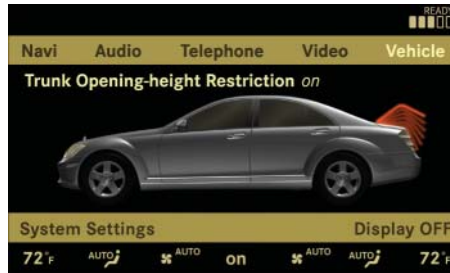 READY
Navi Audio Telephone Video Vehicle
Trunk Opening-height Restriction on
System Settings Display OFF
72°F AUTO AUTO on AUTO AUTO 72°F